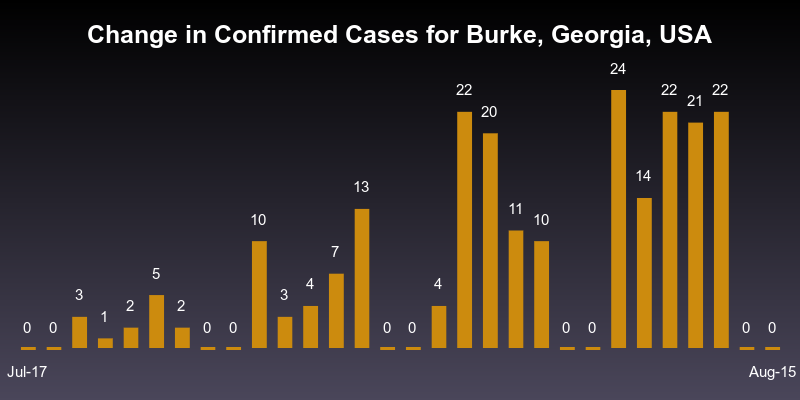 Change in Confirmed Cases for Burke, Georgia, USA
0 0 3 1 2 5 2 0 0 10 3 4 7 13 0 0 4 22 20 11 10 0 0 24 14 22 21 22 0 0
Jul-17 Aug-15